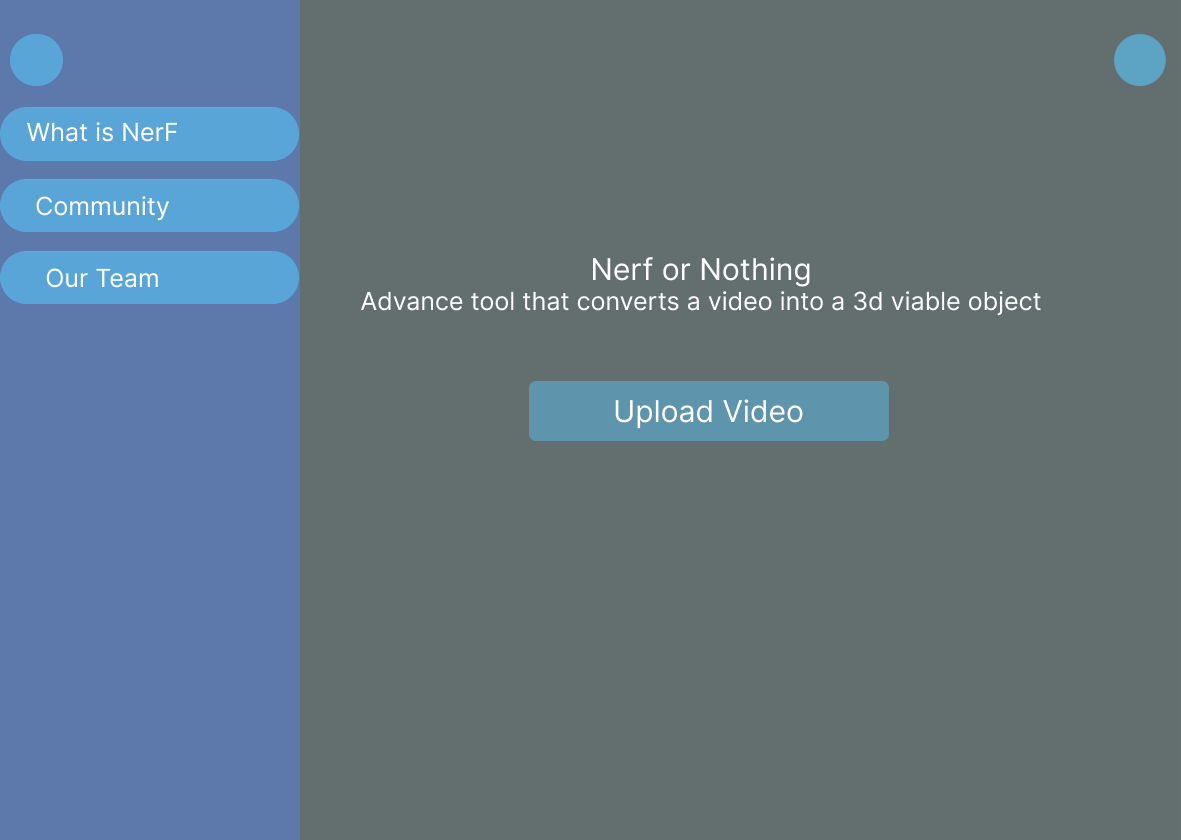 What is NerF
Community
Our Team
Nerf or Nothing
Advance tool that converts a video into a 3d viable object
Upload Video